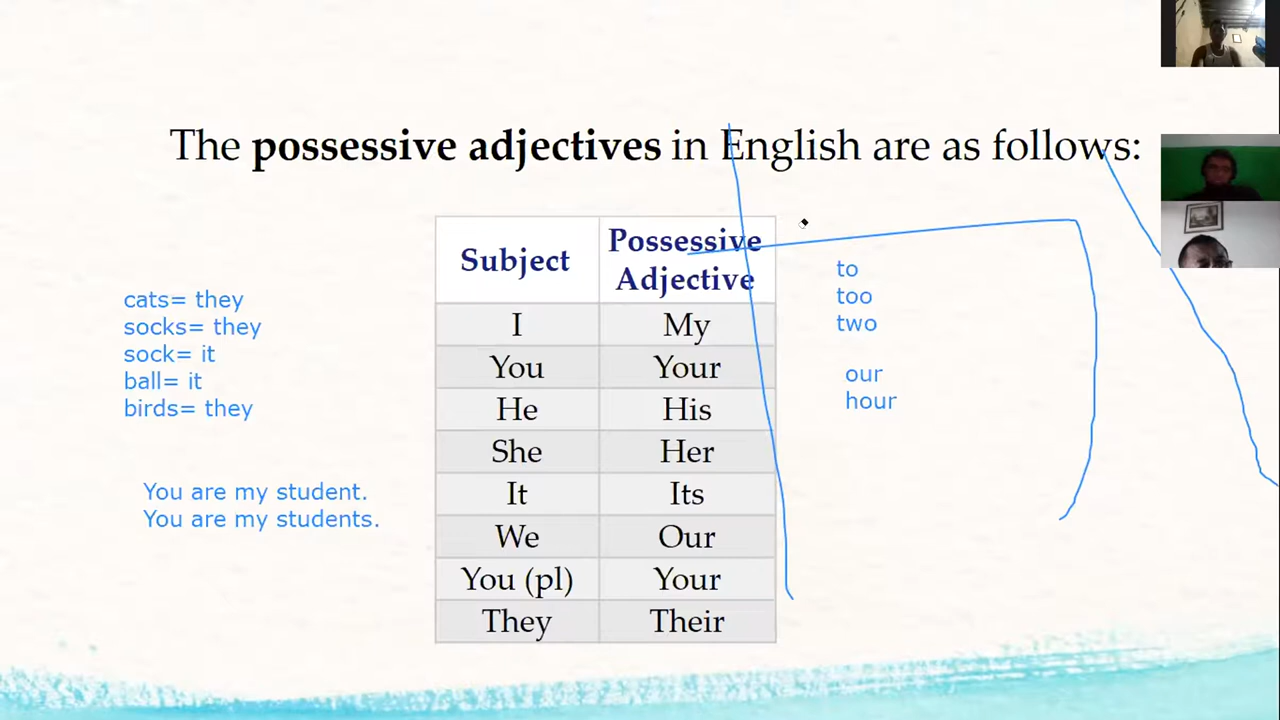 The possessive adjectives in English are as follows:
cats= they
socks= they
sock= it
ball= it
birds= they
You are my student.
You are my students.
Subject Possessive Adjective
I My
You Your
He His
She Her
It Its
We Our
You (pl) Your
They Their
to
too
two
our
hour